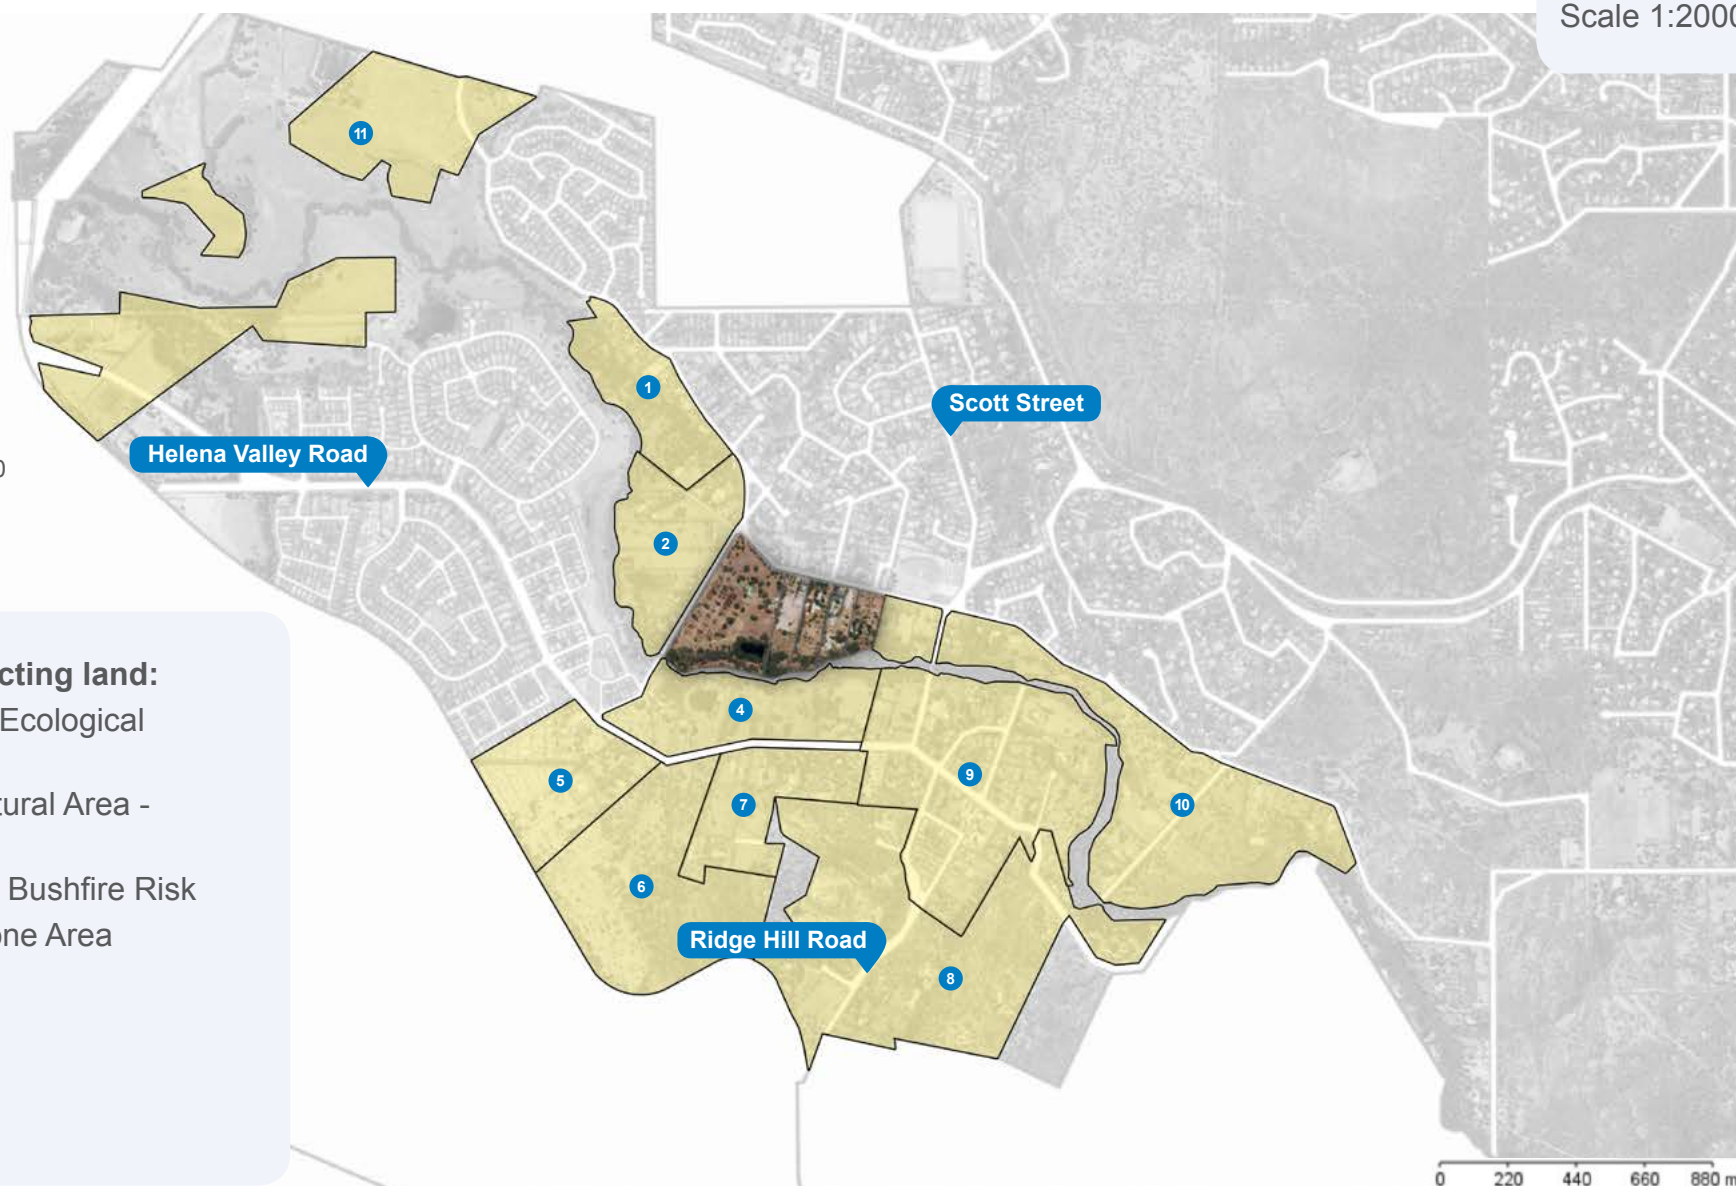 Scale 1:2000
11
1
Scott Street
Helena Valley Road
0
2
cting land:
Ecological
tural Area -
Bushfire Risk
one Area
4
5
9
7
10
6
Ridge Hill Road
8
0 220 440 660 880 m